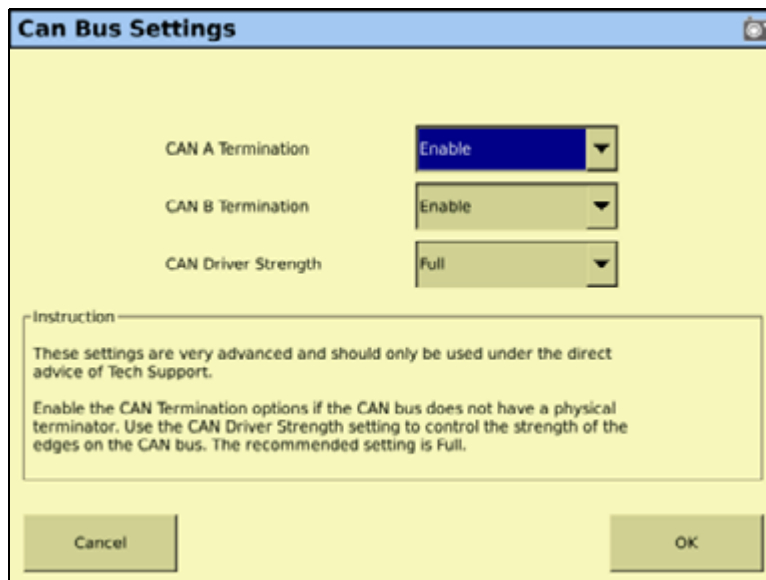 Can Bus Settings
CAN A Termination
Enable
CAN B Termination
Enable
CAN Driver Strength
Full
Instruction
These settings are very advanced and should only be used under the direct
advice of Tech Support.
Enable the CAN Termination options if the CAN bus does not have a physical
terminator. Use the CAN Driver Strength setting to control the strength of the
edges on the CAN bus. The recommended setting is Full.
Cancel
OK